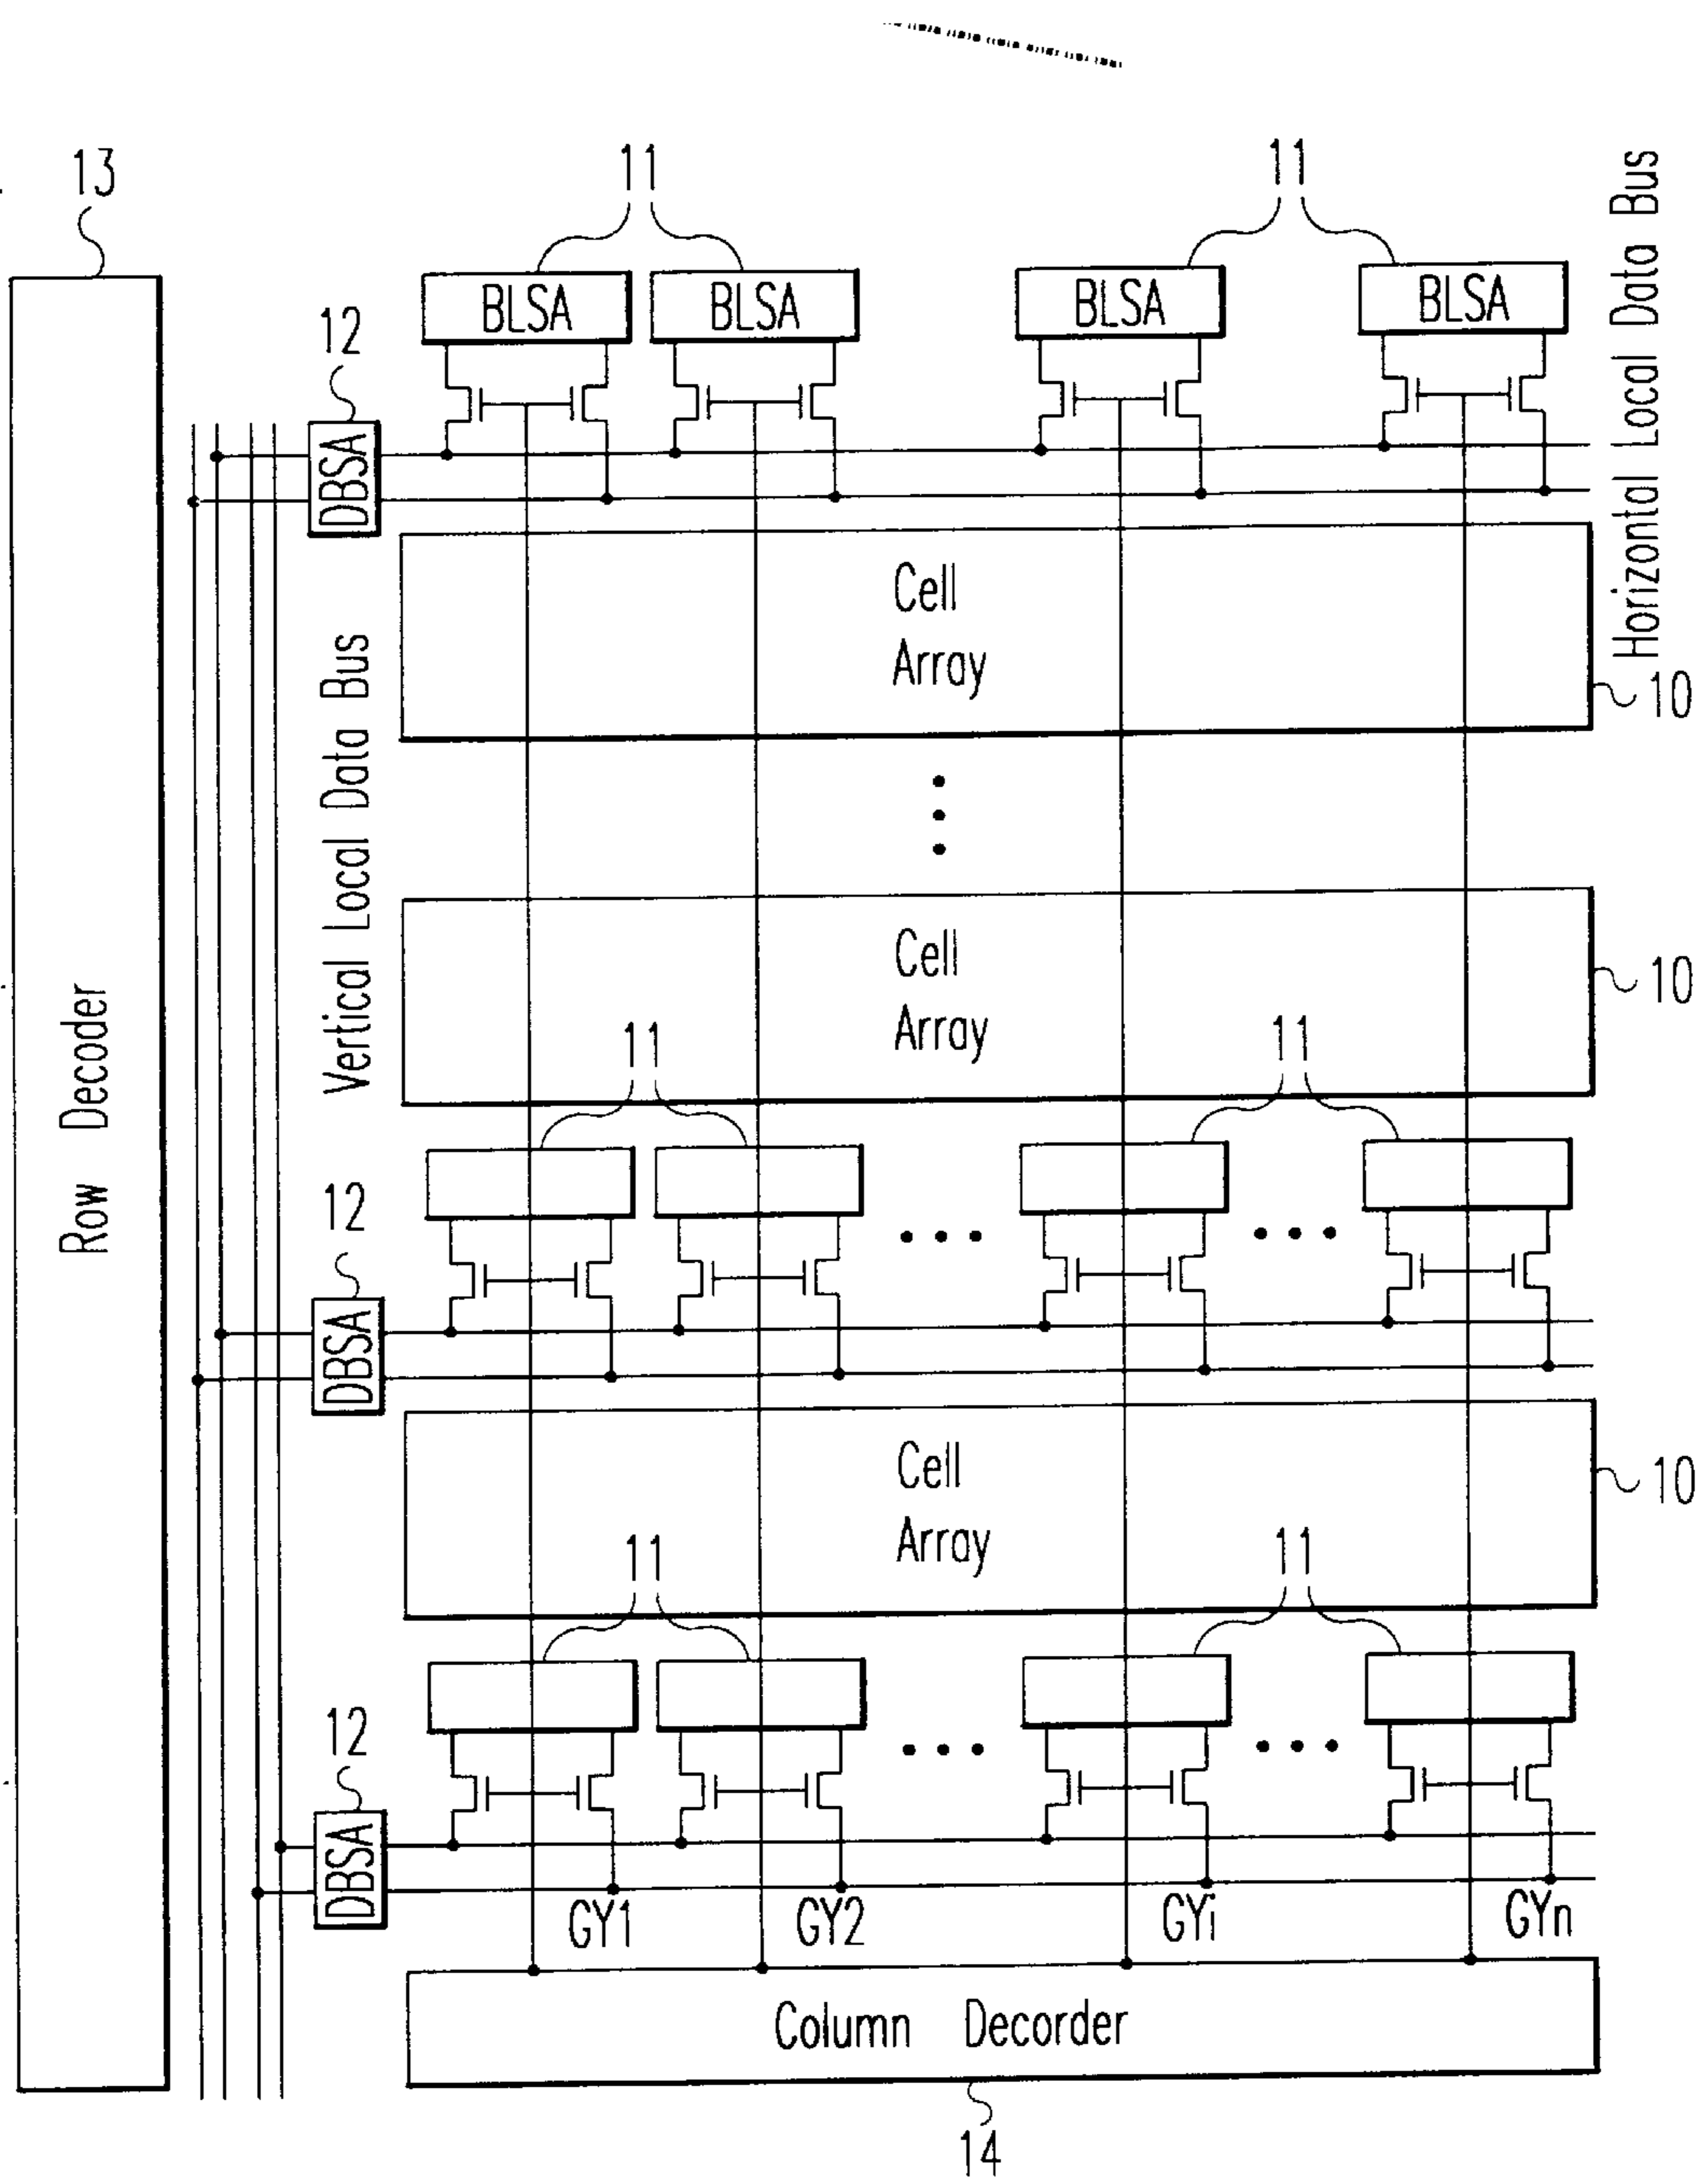 13
11
11
Horizontal Local Data Bus
BLSA
BLSA
BLSA
BLSA
12
DBSA
Cell
Array
10
Vertical Local Data Bus
Row Decoder
Cell
Array
10
11
11
12
DBSA
Cell
Array
10
11
11
12
DBSA
GY1
GY2
GYi
GYn
Column Decorder
14